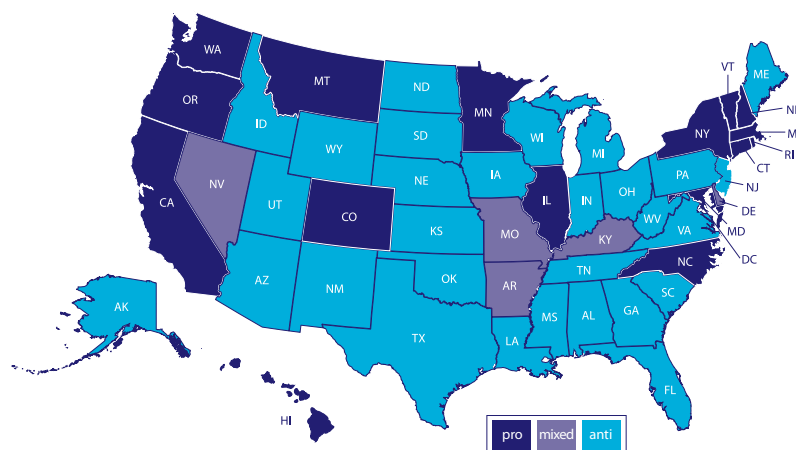 WA
MT
ND
MN
VT
ME
OR
ID
SD
WI
NY
NH
M
WY
MI
RI
CT
IA
PA
NE
NV
OH
NJ
IL
IN
CA
UT
CO
DE
WV
VA
MD
KS
MO
KY
DC
NC
TN
OK
AZ
NM
AR
SC
AK
MS
AL
GA
TX
LA
FL
HI
pro mixed anti